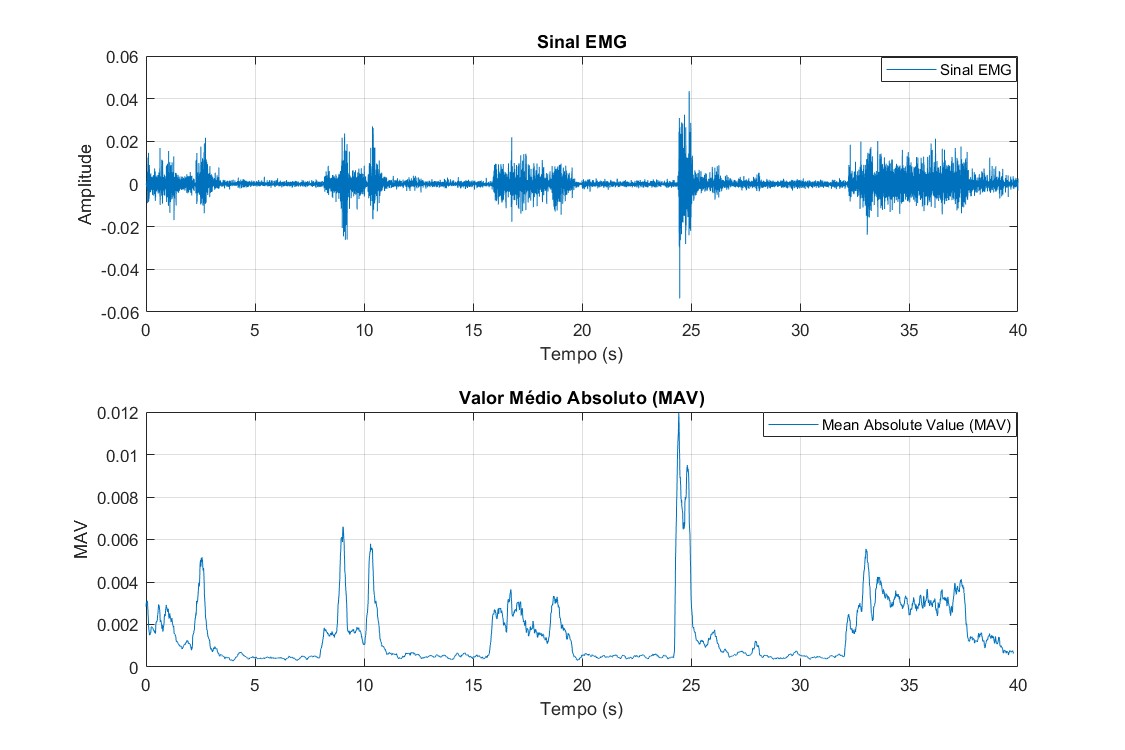 Sinal EMG
0.06
0.04
0.02
0
-0.02
-0.04
-0.06
Amplitude
Sinal EMG
0 5 10 15 20 25 30 35 40
Tempo (s)
Valor Médio Absoluto (MAV)
0.012
0.01
0.008
0.006
0.004
0.002
0
MAV
Mean Absolute Value (MAV)
0 5 10 15 20 25 30 35 40
Tempo (s)